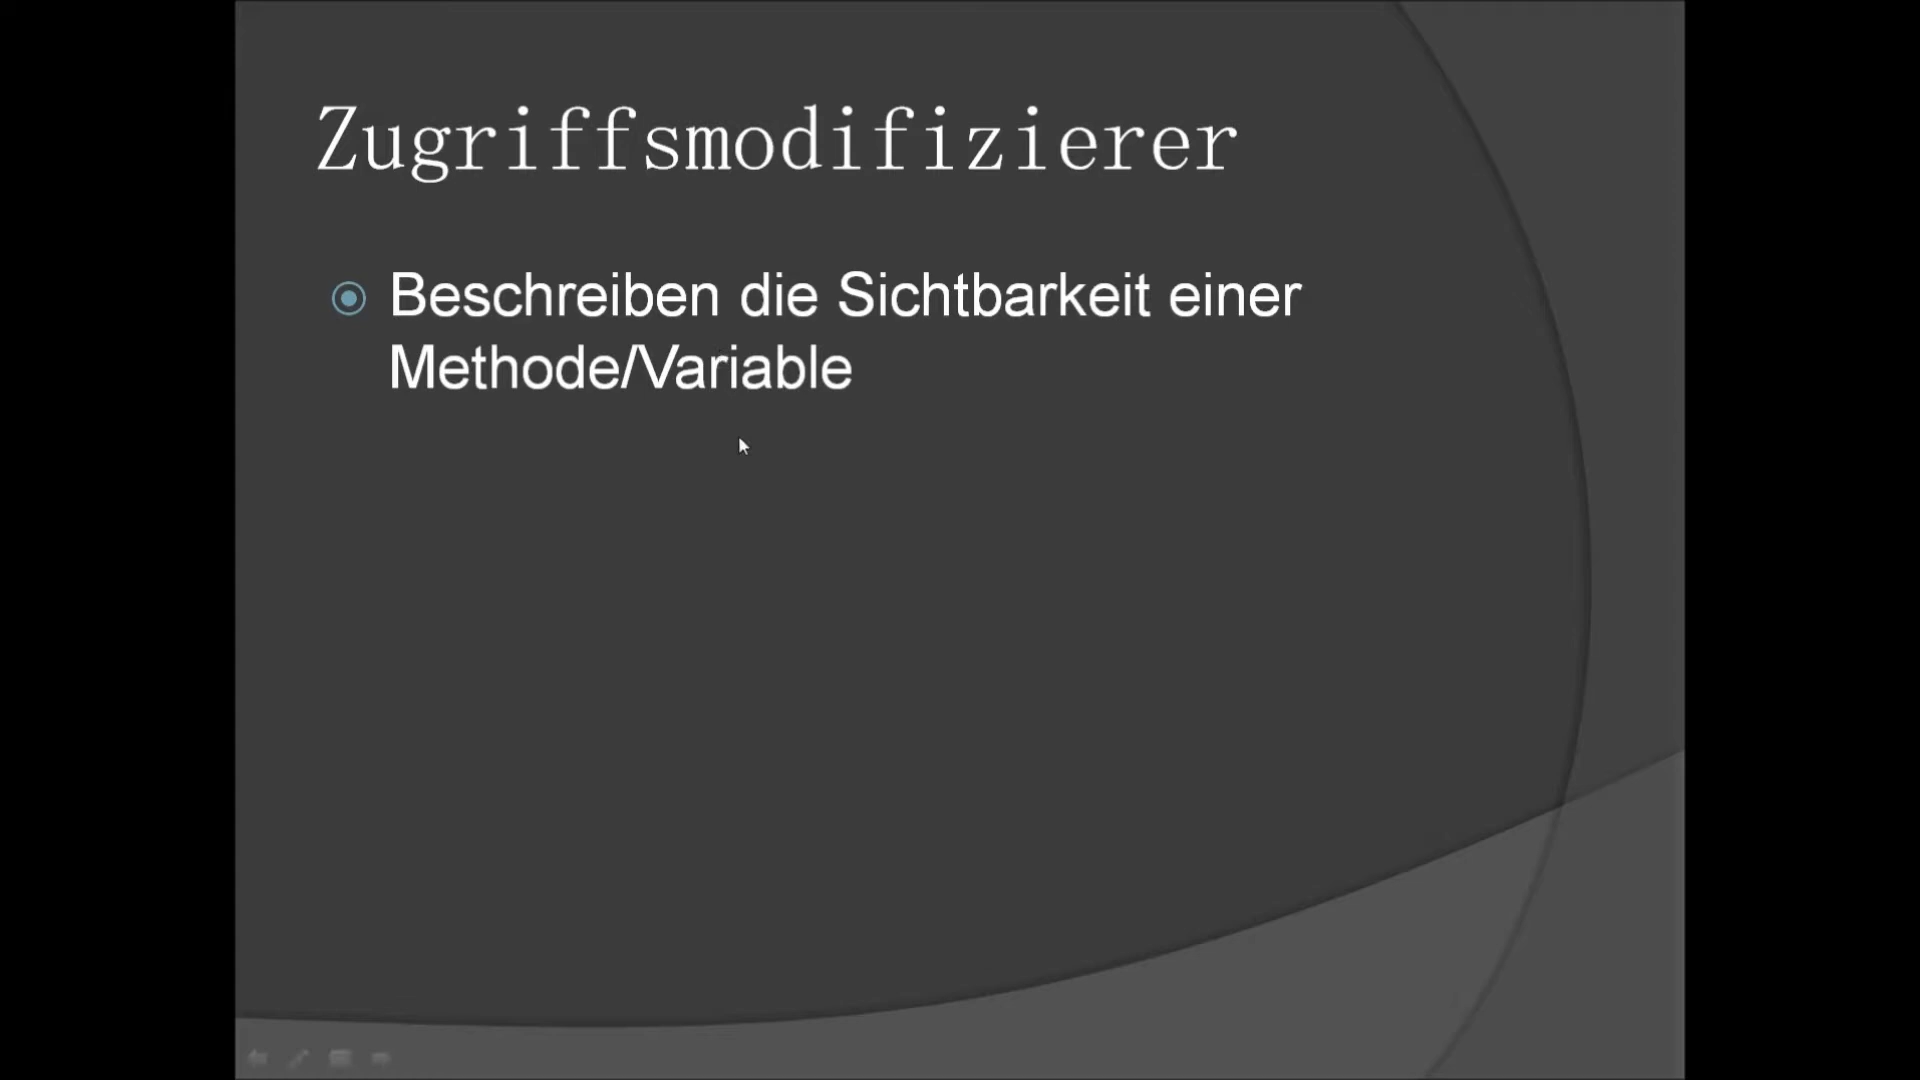 Zugriffsmodifizierer
Beschreiben die Sichtbarkeit einer
Methode/Variable